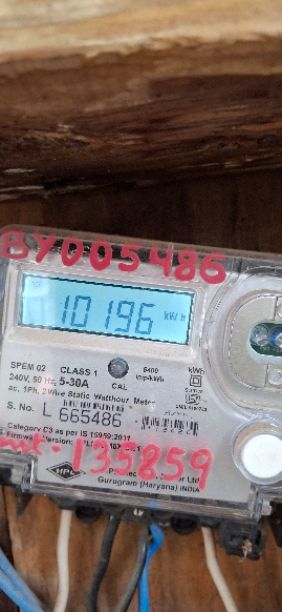 BY005486
10196 kWh
SPEM 02 CLASS 1 6400 kWh
240V, 50 Hz, 5-30A imp/kWh
CAL
ac, 1Ph, 2Wire Static Watthour Meter
S. No. L 665486
Category C3 as per IS 15959:2011
Firmware Version:
135859
HPL Ltd
Gurugram (Haryana) INDIA